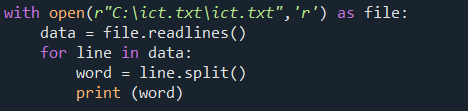 with open(r"C:\ict.txt\ict.txt",'r') as file:
    data = file.readlines()
    for line in data:
        word = line.split()
        print (word)